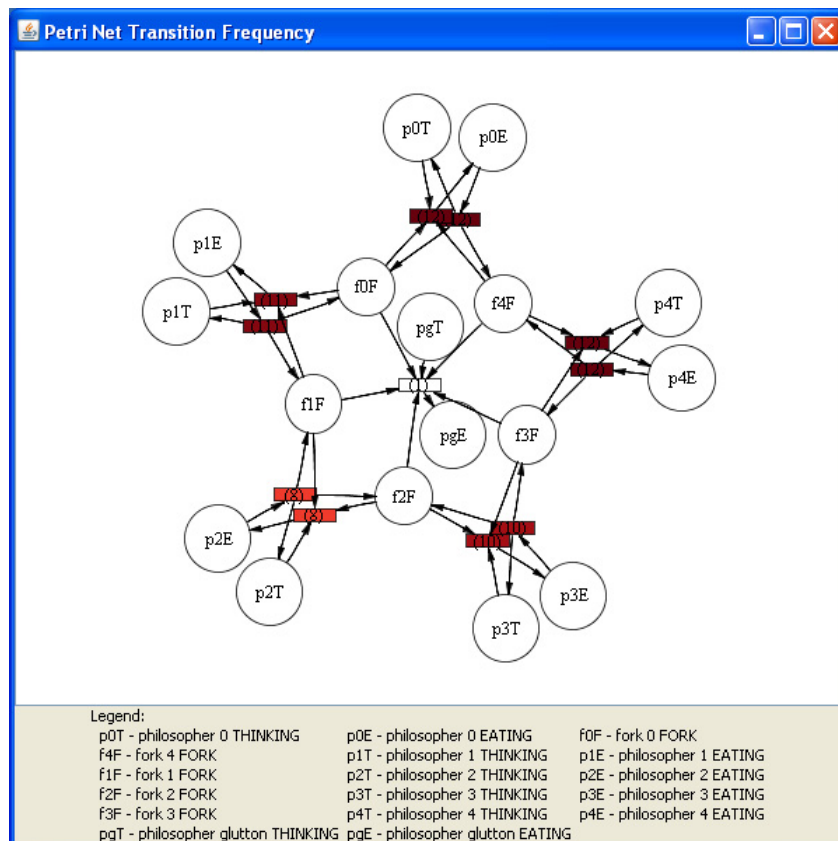 Petri Net Transition Frequency
p0T
p0E
(12)
p1E
f0F
(11)
p1T
f4F
p4T
pgT
(12)
(12)
p4E
f1F
pgE
f3F
(8)
f2F
(8)
p2E
(10)
p2T
p3E
p3T
Legend:
p0T - philosopher 0 THINKING p0E - philosopher 0 EATING f0F - fork 0 FORK
f4F - fork 4 FORK p1T - philosopher 1 THINKING p1E - philosopher 1 EATING
f1F - fork 1 FORK p2T - philosopher 2 THINKING p2E - philosopher 2 EATING
f2F - fork 2 FORK p3T - philosopher 3 THINKING p3E - philosopher 3 EATING
f3F - fork 3 FORK p4T - philosopher 4 THINKING p4E - philosopher 4 EATING
pgT - philosopher glutton THINKING pgE - philosopher glutton EATING